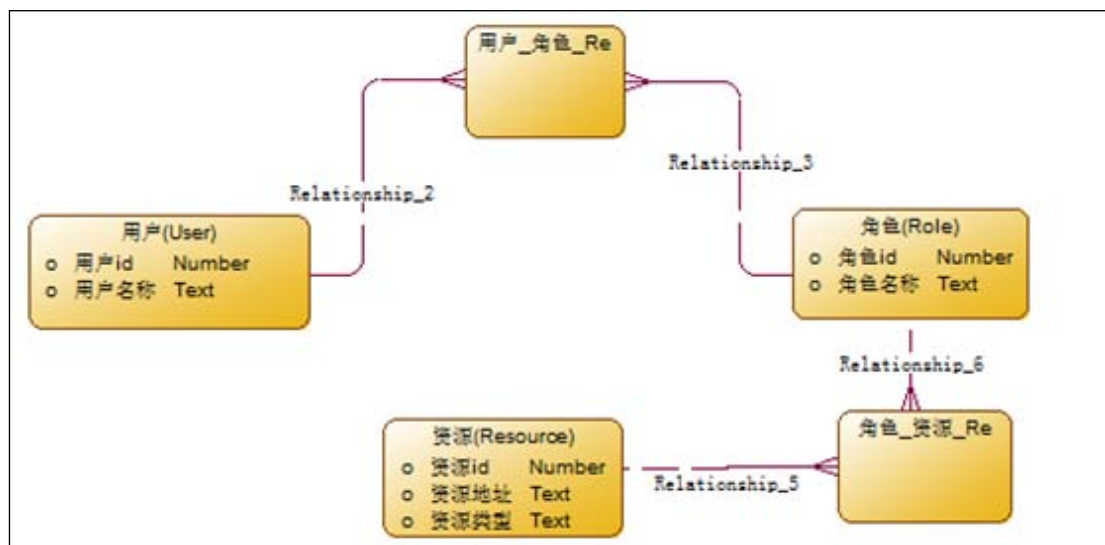 用户_角色_Re
Relationship_2
Relationship_3
用户(User)
用户id Number
用户名称 Text
角色(Role)
角色id Number
角色名称 Text
Relationship_6
角色_资源_Re
资源(Resource)
资源id Number
资源地址 Text
资源类型 Text
Relationship_5